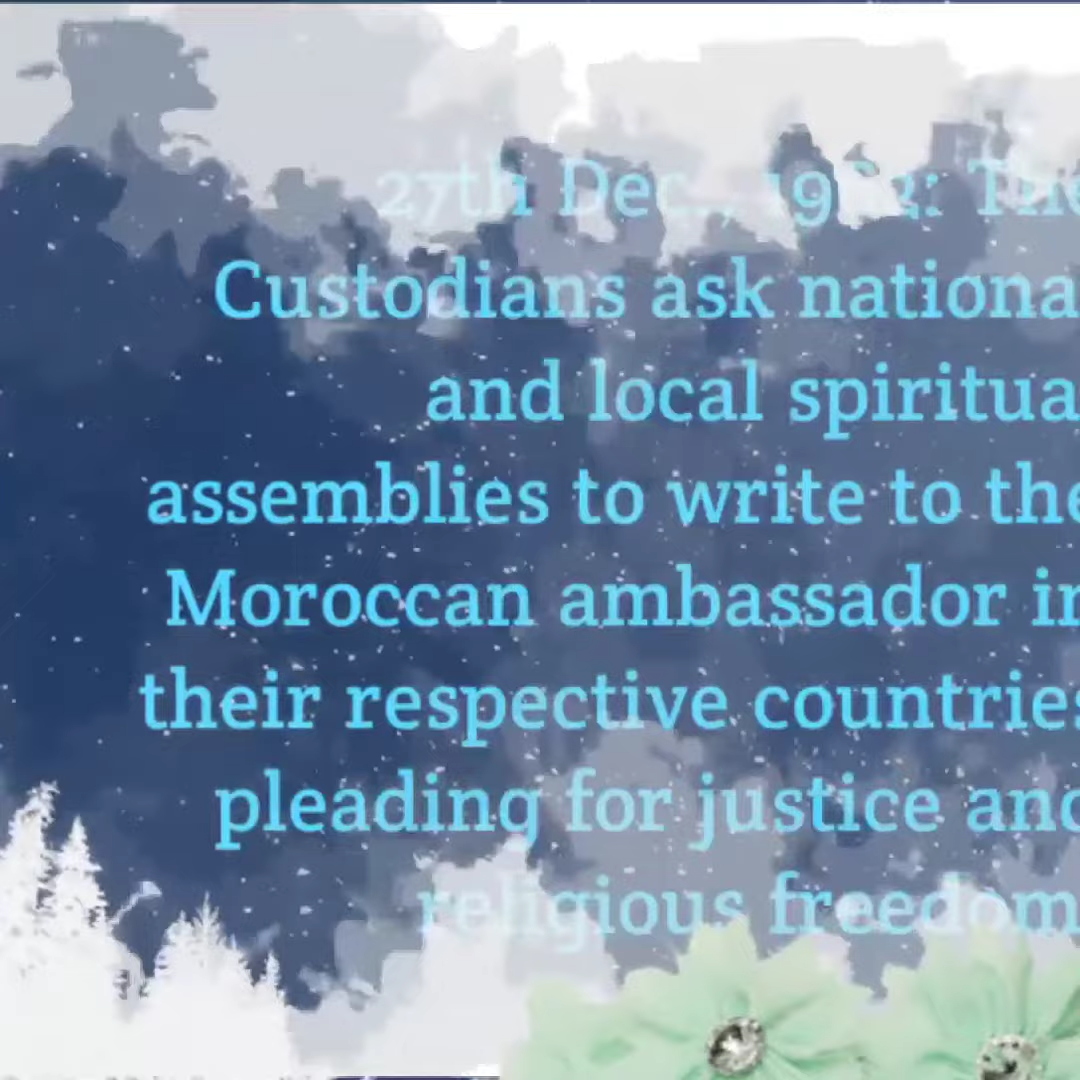 27th Dec., The
Custodians ask nationa
and local spiritua
assemblies to write to the
Moroccan ambassador in
their respective countries
pleading for justice and
religious freedom